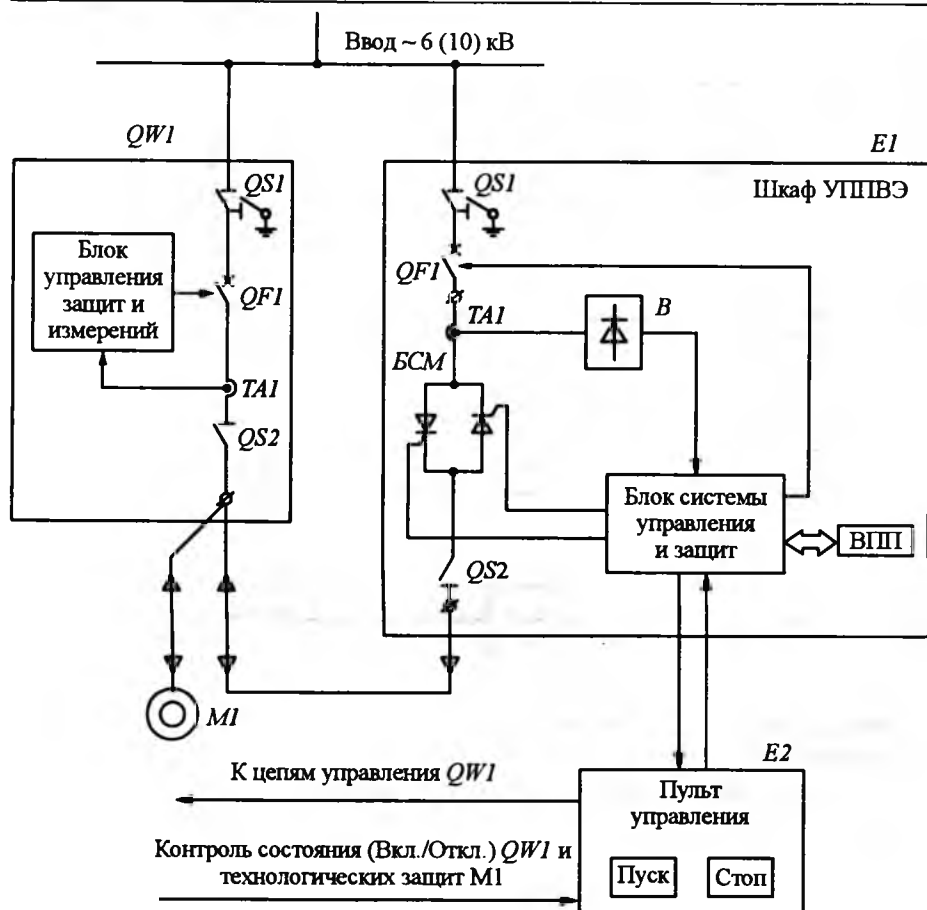 Ввод ~ 6 (10) кВ
QW1
E1
QS1
QS1
Шкаф УППВЭ
Блок
управления
защит и
измерений
QF1
QF1
TA1
B
БСМ
TA1
QS2
Блок системы
управления
и защит
ВПП
QS2
M1
E2
К цепям управления QW1
Пульт
управления
Контроль состояния (Вкл./Откл.) QW1 и
технологических защит М1
Пуск
Стоп